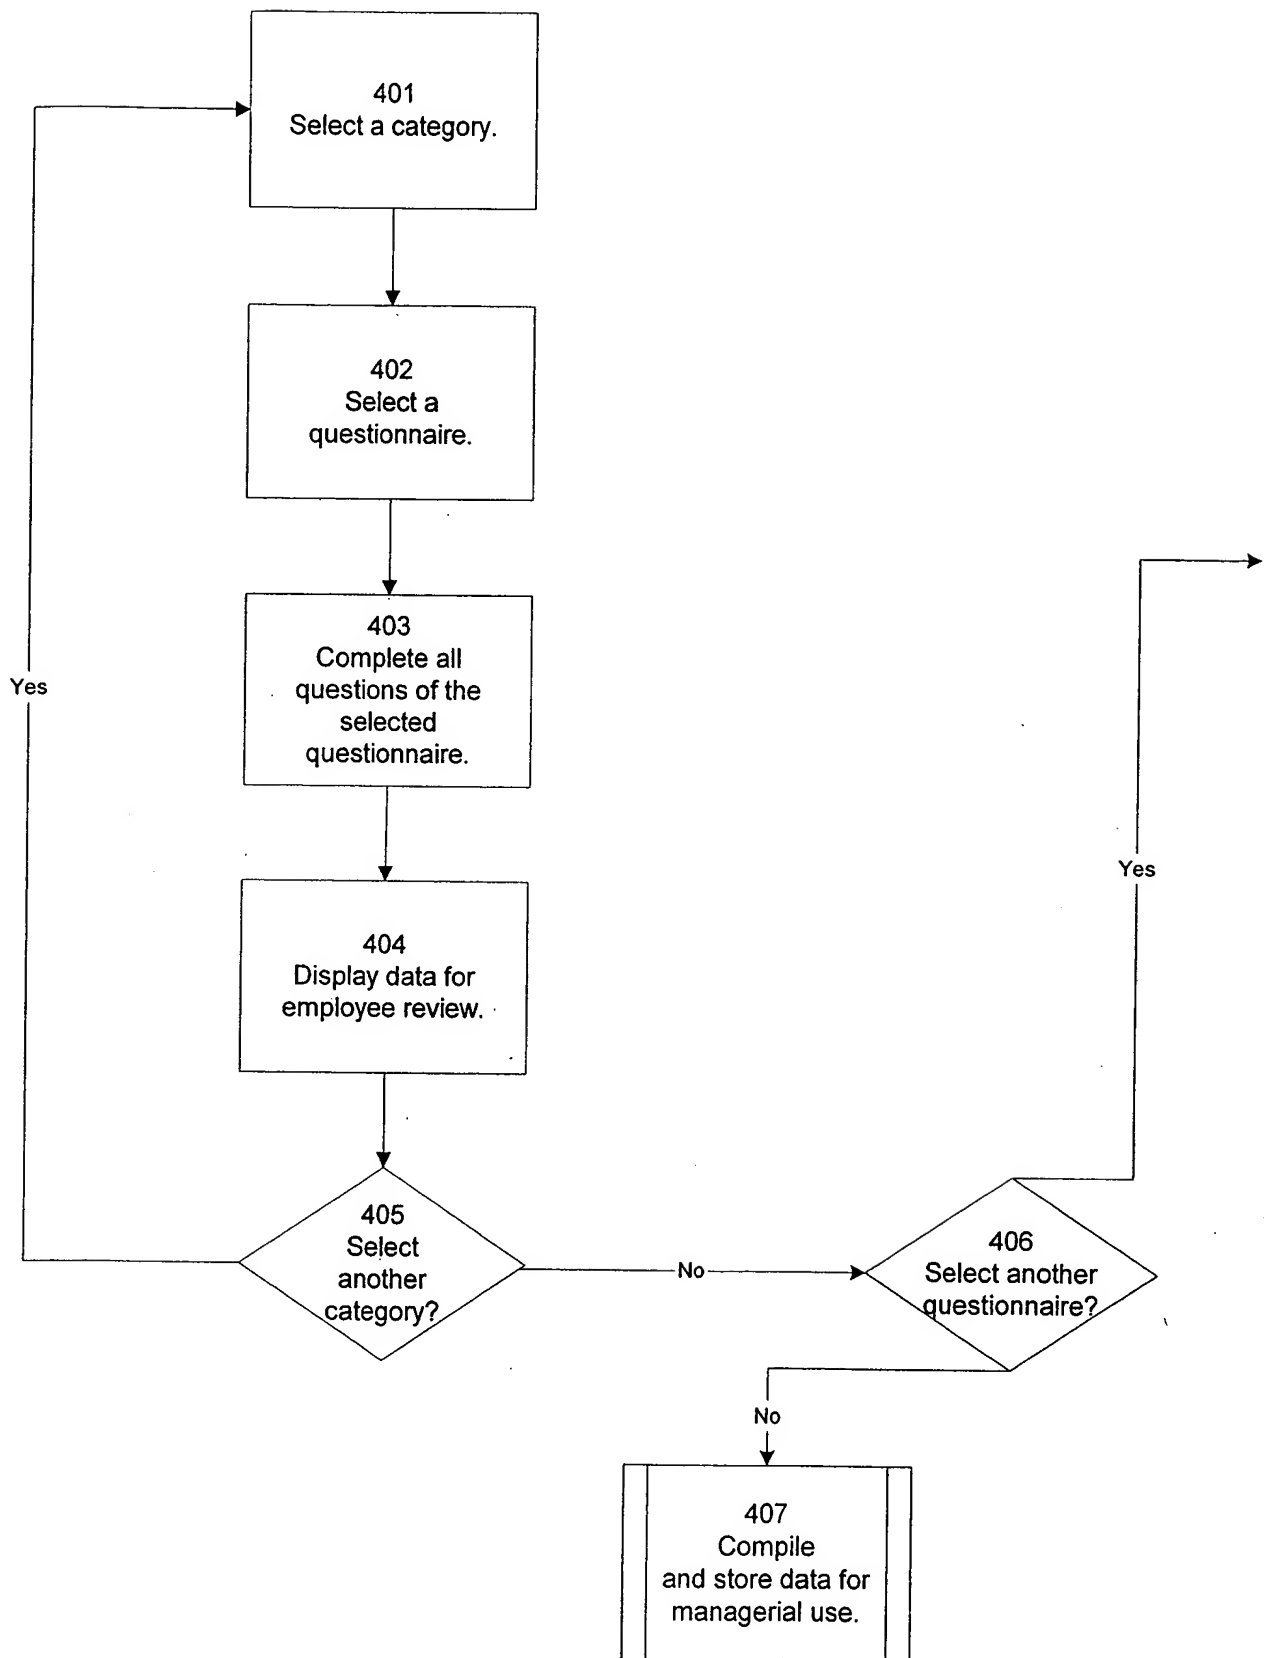 401
Select a category.
402
Select a
questionnaire.
403
Complete all
questions of the
selected
questionnaire.
Yes
Yes
404
Display data for
employee review.
405
Select
another
category?
No
406
Select another
questionnaire?
No
407
Compile
and store data for
managerial use.